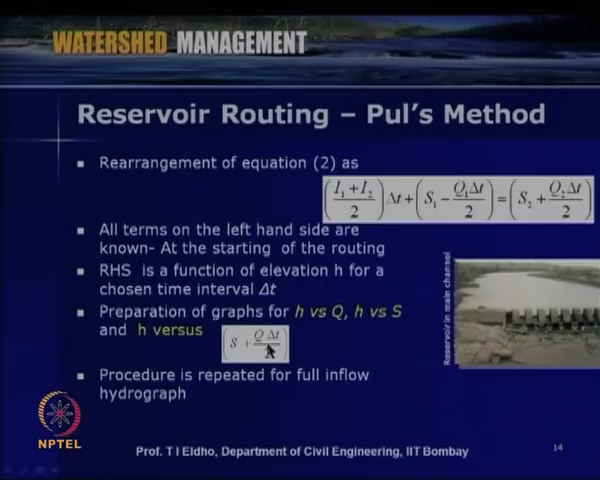 WATERSHED MANAGEMENT
Reservoir Routing – Pul's Method
Rearrangement of equation (2) as
(I₁ + I₂ / 2) Δt + (S₁ − Q₁Δt / 2) = (S₂ + Q₂Δt / 2)
All terms on the left hand side are
known- At the starting of the routing
RHS is a function of elevation h for a
chosen time interval Δt
Preparation of graphs for h vs Q, h vs S
and h versus
(S + Q Δt / 2)
Procedure is repeated for full inflow
hydrograph
Reservoir in main channel
NPTEL
Prof. T I Eldho, Department of Civil Engineering, IIT Bombay
14